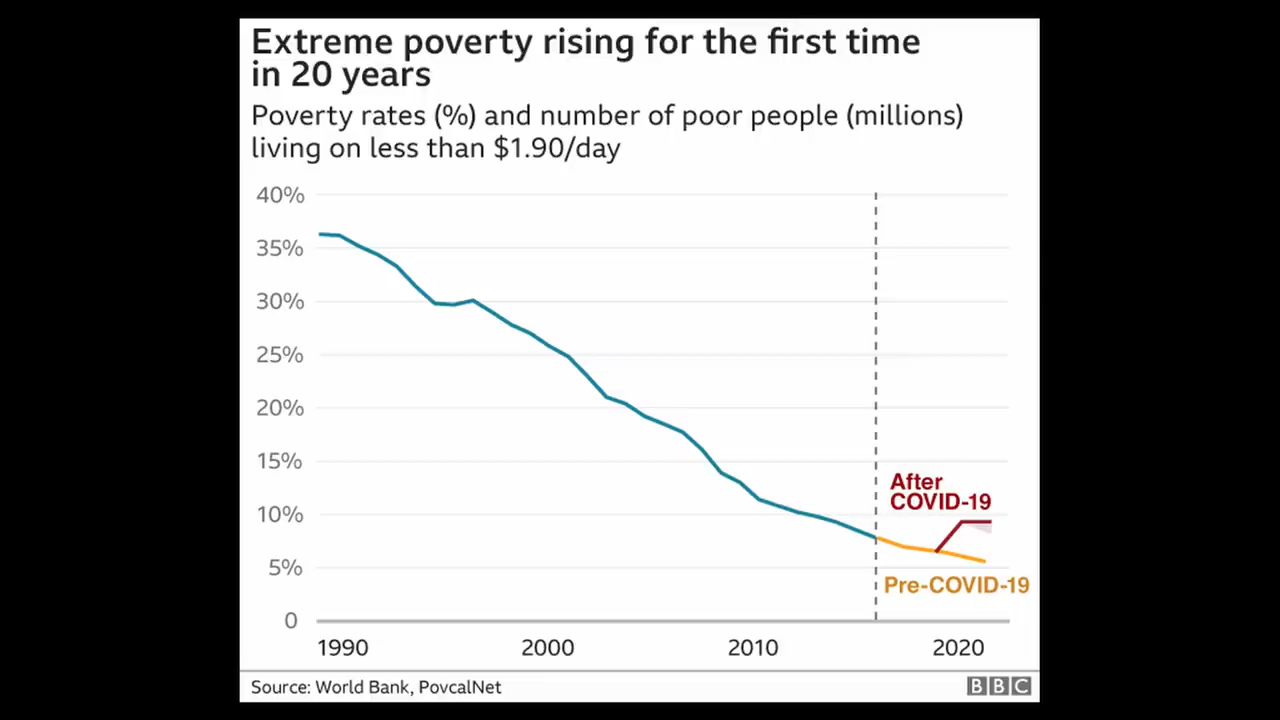 Extreme poverty rising for the first time
in 20 years
Poverty rates (%) and number of poor people (millions)
living on less than $1.90/day
40%
35%
30%
25%
20%
15%
10%
5%
0
After
COVID-19
Pre-COVID-19
1990 2000 2010 2020
Source: World Bank, PovcalNet
BBC